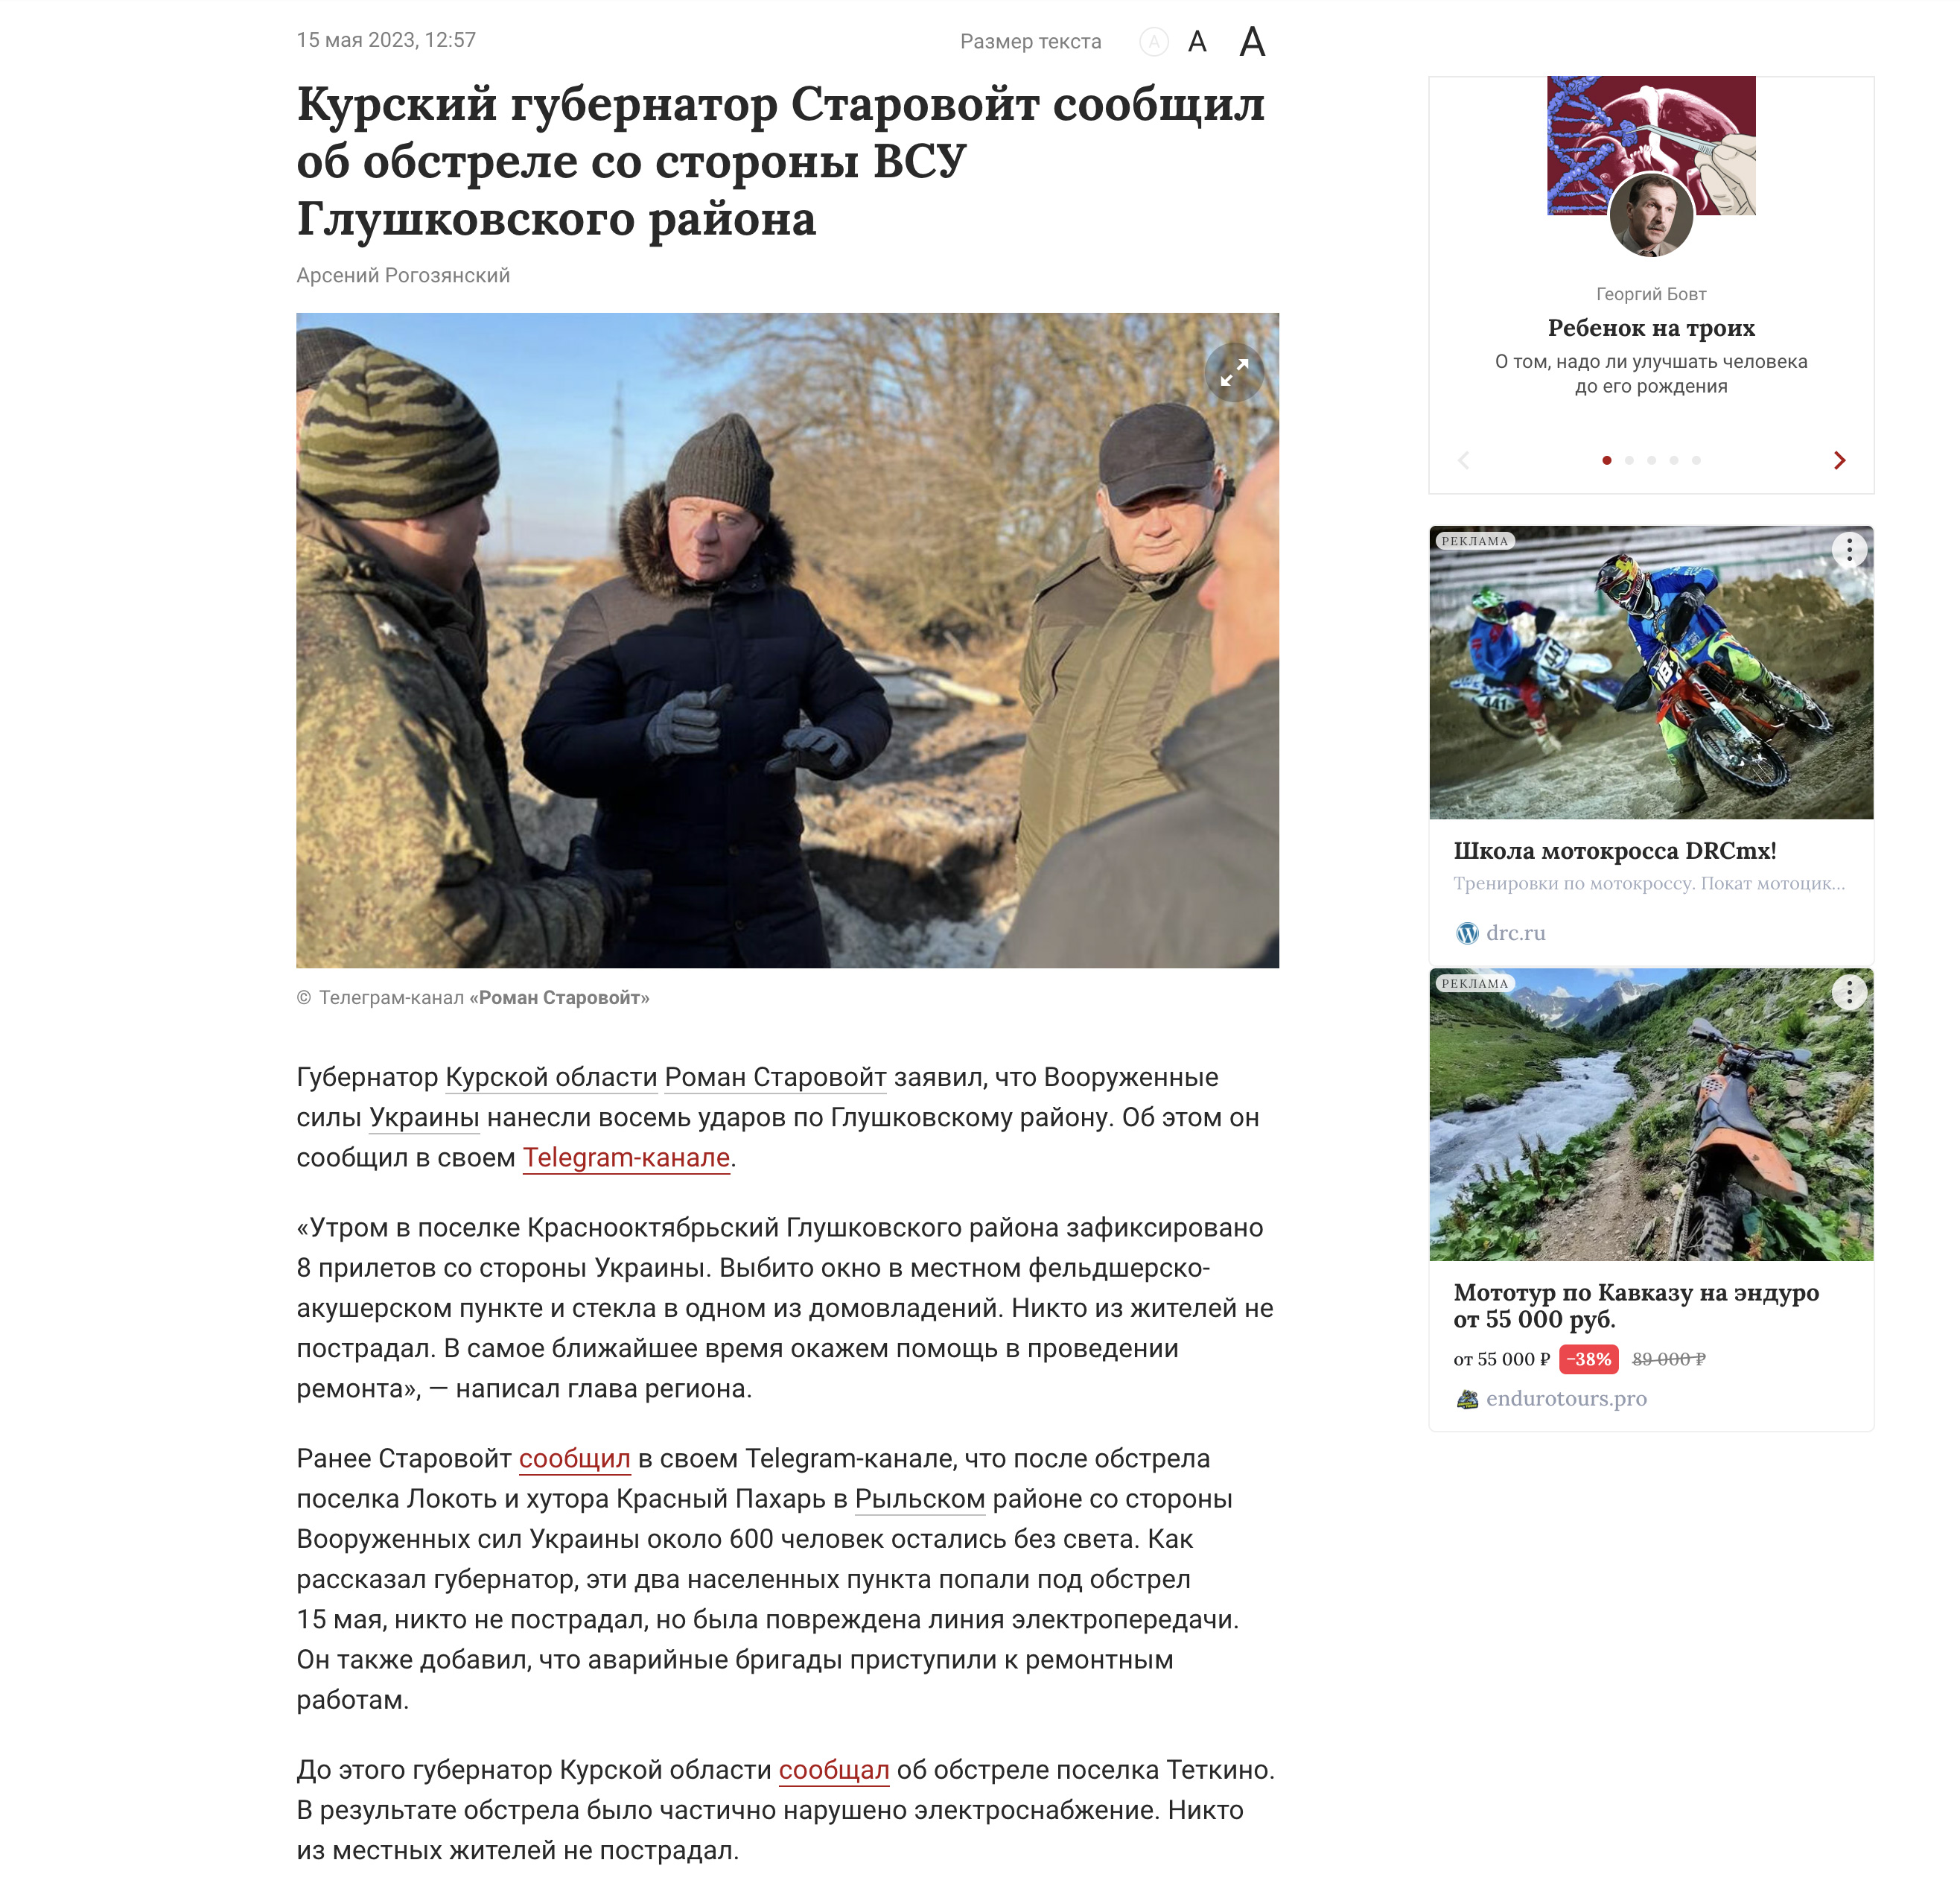 15 мая 2023, 12:57
Размер текста
A A A
Курский губернатор Старовойт сообщил
об обстреле со стороны ВСУ
Глушковского района
Арсений Рогозянский
© Телеграм-канал «Роман Старовойт»
Губернатор Курской области Роман Старовойт заявил, что Вооруженные
силы Украины нанесли восемь ударов по Глушковскому району. Об этом он
сообщил в своем Telegram-канале.
«Утром в поселке Краснооктябрьский Глушковского района зафиксировано
8 прилетов со стороны Украины. Выбито окно в местном фельдшерско-
акушерском пункте и стекла в одном из домовладений. Никто из жителей не
пострадал. В самое ближайшее время окажем помощь в проведении
ремонта», — написал глава региона.
Ранее Старовойт сообщил в своем Telegram-канале, что после обстрела
поселка Локоть и хутора Красный Пахарь в Рыльском районе со стороны
Вооруженных сил Украины около 600 человек остались без света. Как
рассказал губернатор, эти два населенных пункта попали под обстрел
15 мая, никто не пострадал, но была повреждена линия электропередачи.
Он также добавил, что аварийные бригады приступили к ремонтным
работам.
До этого губернатор Курской области сообщал об обстреле поселка Теткино.
В результате обстрела было частично нарушено электроснабжение. Никто
из местных жителей не пострадал.
Георгий Бовт
Ребенок на троих
О том, надо ли улучшать человека
до его рождения
РЕКЛАМА
441
441
18
Школа мотокросса DRCmx!
Тренировки по мотокроссу. Покат мотоцик...
drc.ru
РЕКЛАМА
Мототур по Кавказу на эндуро
от 55 000 руб.
от 55 000 ₽ −38% 89 000 ₽
endurotours.pro